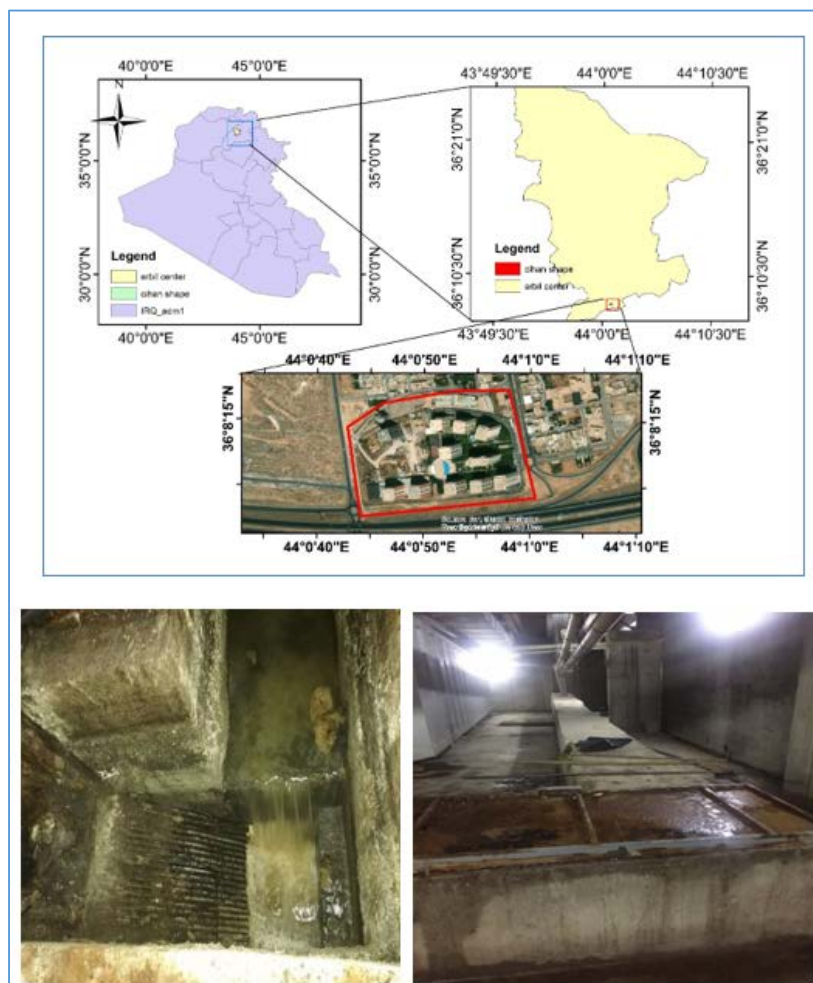 40°0'0"E 45°0'0"E
N
35°0'0"N
30°0'0"N
35°0'0"N
30°0'0"N
Legend
erbil center
cihan shape
IRQ_adm1
40°0'0"E 45°0'0"E
43°49'30"E 44°0'0"E 44°10'30"E
36°21'0"N
36°10'30"N
36°21'0"N
36°10'30"N
Legend
cihan shape
erbil center
43°49'30"E 44°0'0"E 44°10'30"E
44°0'40"E 44°0'50"E 44°1'0"E 44°1'10"E
36°8'15"N
36°8'15"N
44°0'40"E 44°0'50"E 44°1'0"E 44°1'10"E